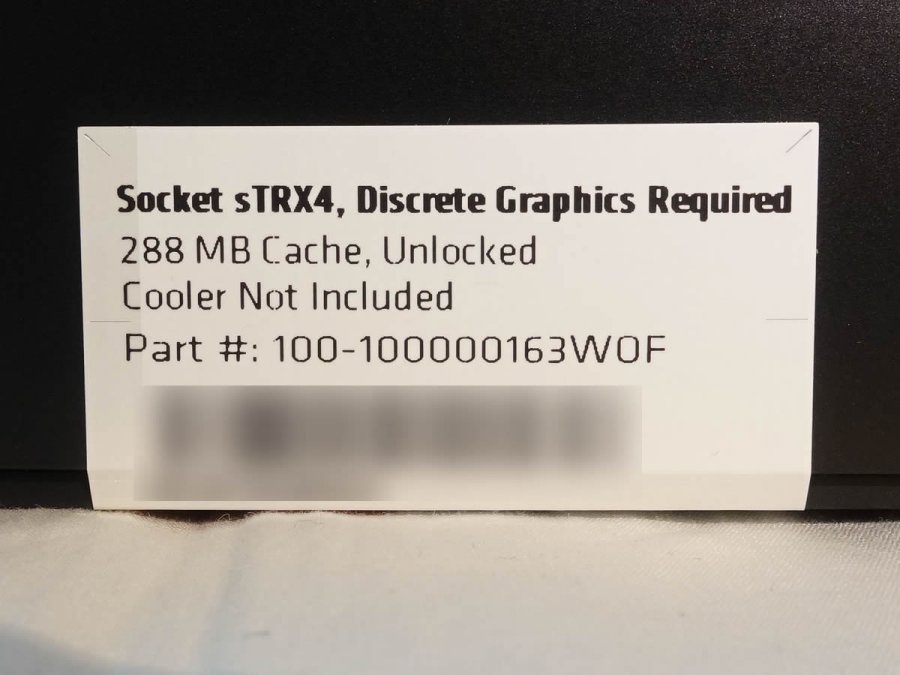 Socket sTRX4, Discrete Graphics Required
288 MB Cache, Unlocked
Cooler Not Included
Part #: 100-100000163WOF